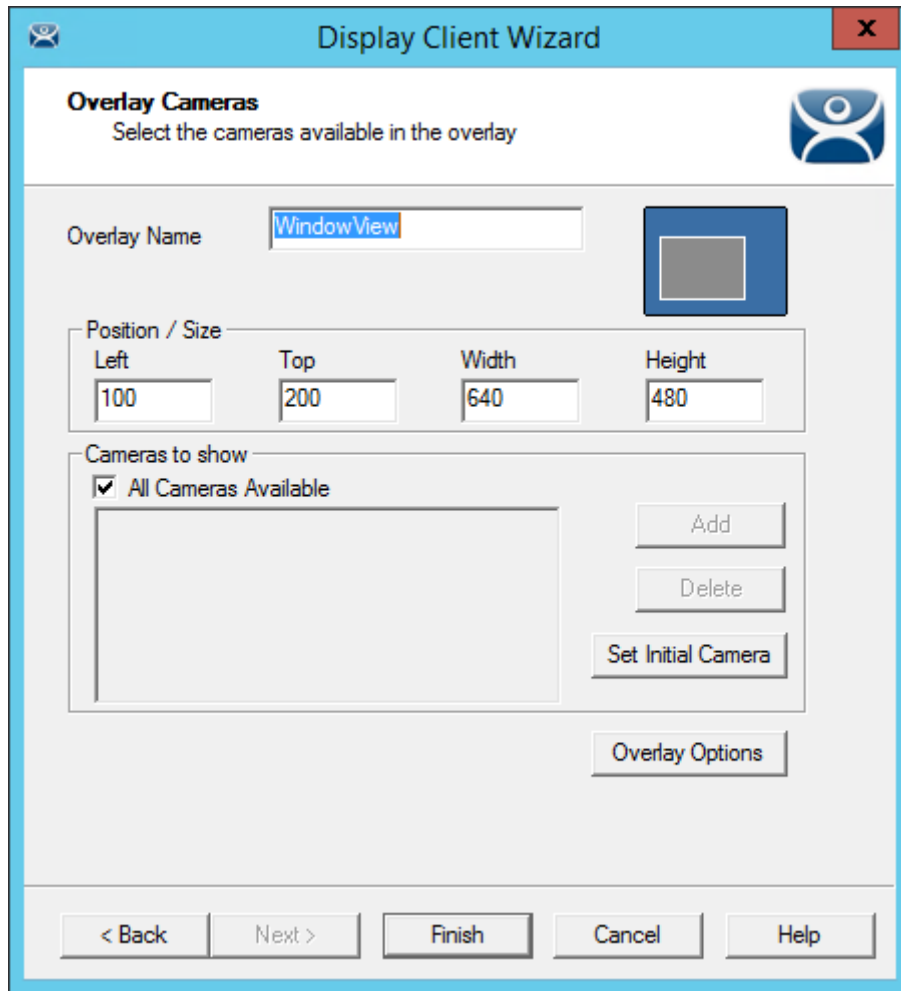 Display Client Wizard
x
Overlay Cameras
Select the cameras available in the overlay
Overlay Name WindowView
Position / Size
Left Top Width Height
100 200 640 480
Cameras to show
All Cameras Available
Add
Delete
Set Initial Camera
Overlay Options
< Back Next > Finish Cancel Help